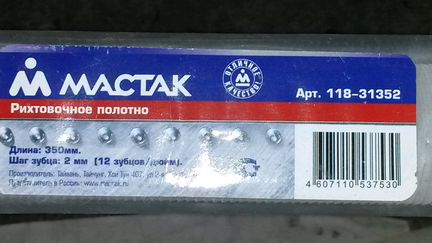 МАСТАК
ОТЛИЧНОЕ КАЧЕСТВО!
Арт. 118-31352
Рихтовочное полотно
Длина: 350мм.
Шаг зубца: 2 мм (12 зубцов/дюйм).
Производитель: Тайвань, Тайчунг,
в России: www.mactak.ru
4 607110 537530